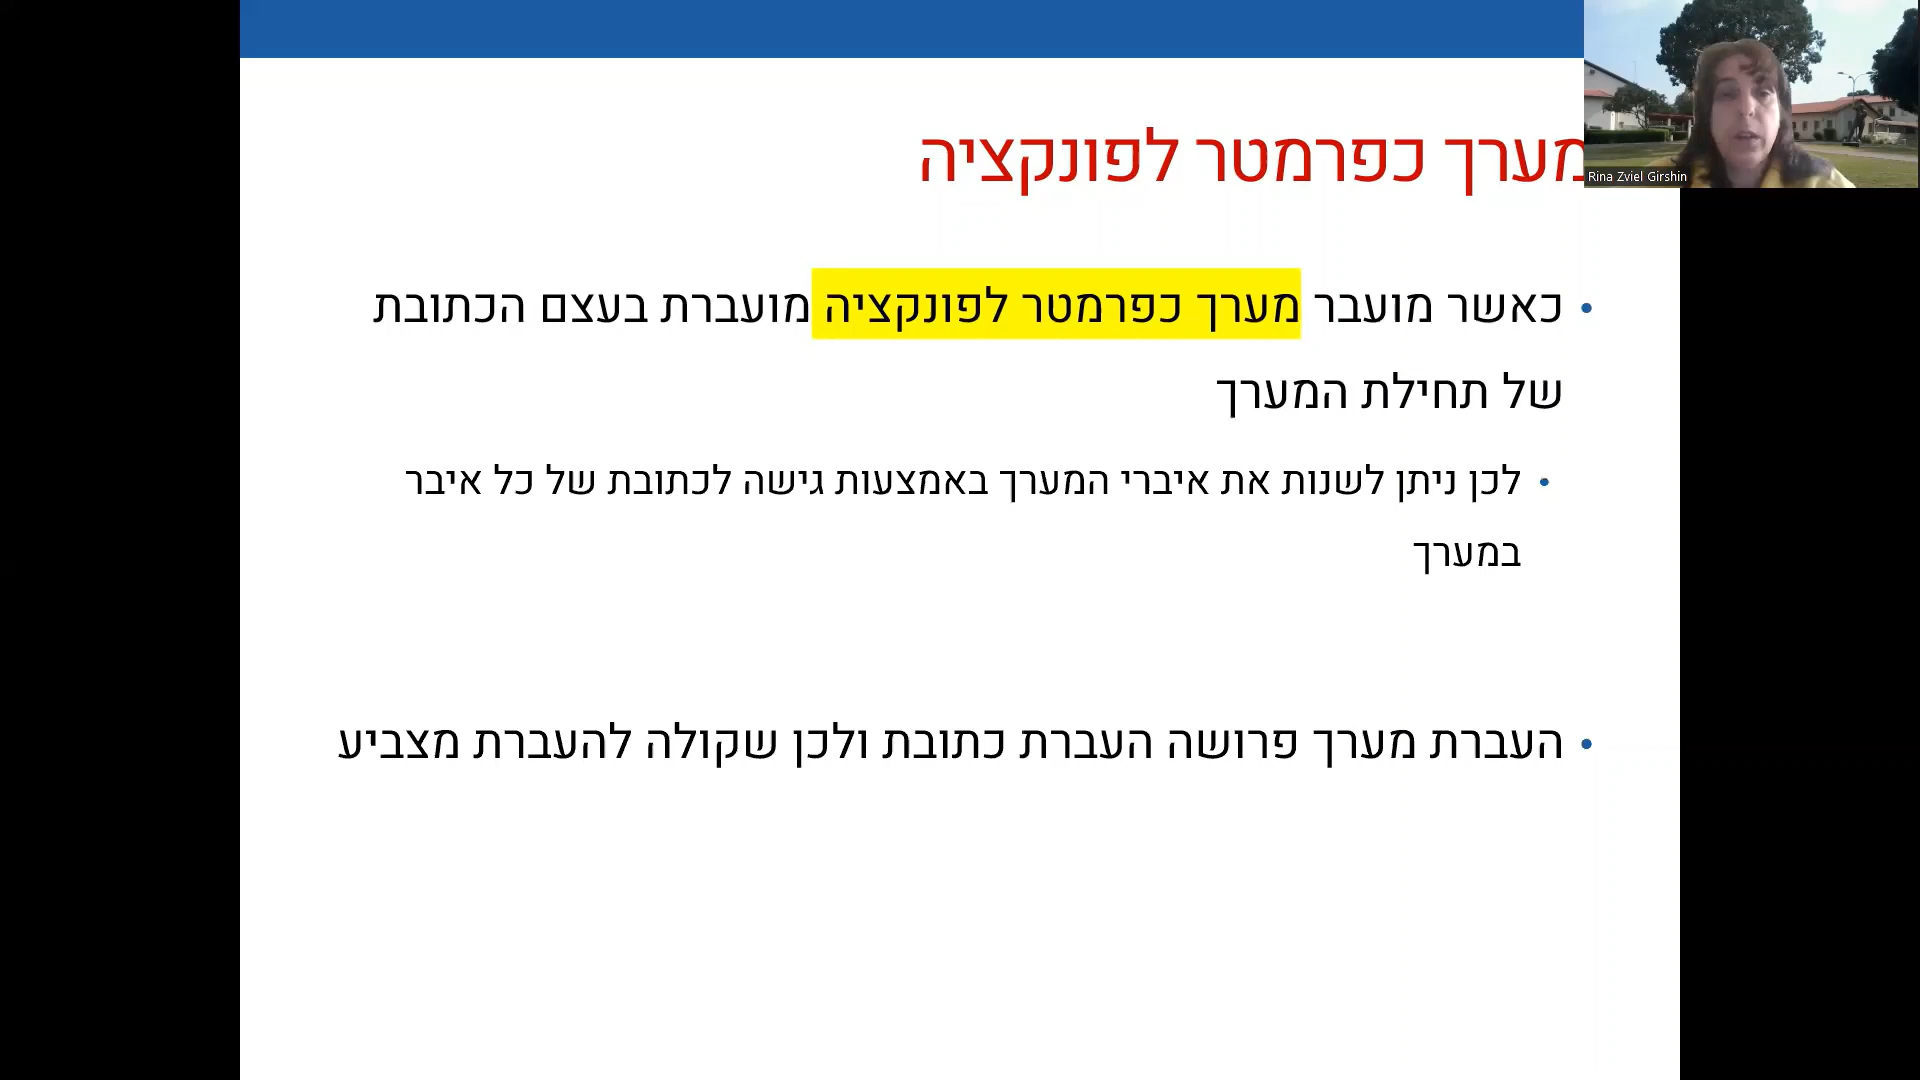 מערך כפרמטר לפונקציה
• כאשר מועבר מערך כפרמטר לפונקציה מועברת בעצם הכתובת
של תחילת המערך
• לכן ניתן לשנות את איברי המערך באמצעות גישה לכתובת של כל איבר
במערך
• העברת מערך פרושה העברת כתובת ולכן שקולה להעברת מצביע
Rina Zviel Girshin